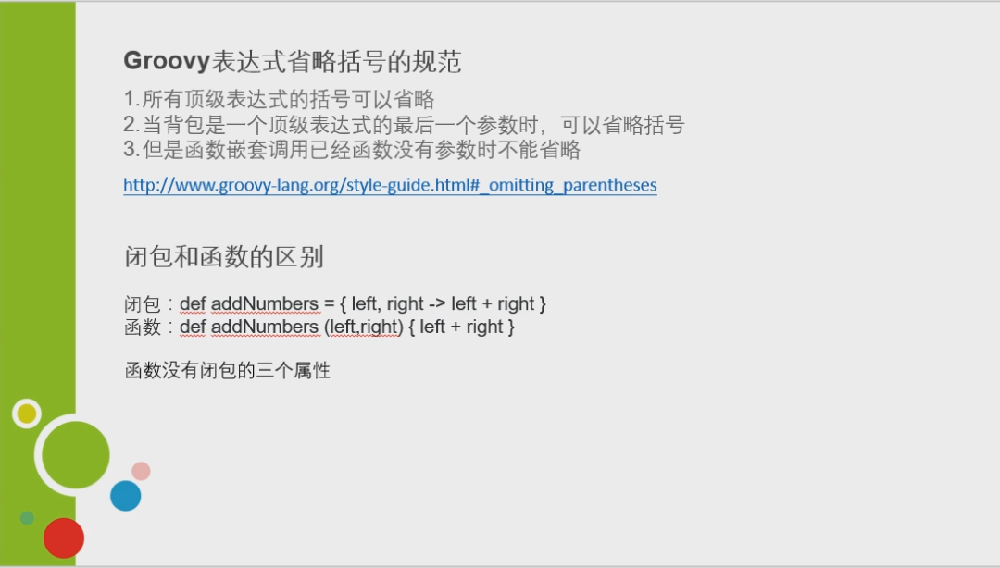 Groovy表达式省略括号的规范
1.所有顶级表达式的括号可以省略
2.当背包是一个顶级表达式的最后一个参数时，可以省略括号
3.但是函数嵌套调用已经函数没有参数时不能省略
http://www.groovy-lang.org/style-guide.html#_omitting_parentheses
闭包和函数的区别
闭包：def addNumbers = { left, right -> left + right }
函数：def addNumbers (left,right) { left + right }
函数没有闭包的三个属性